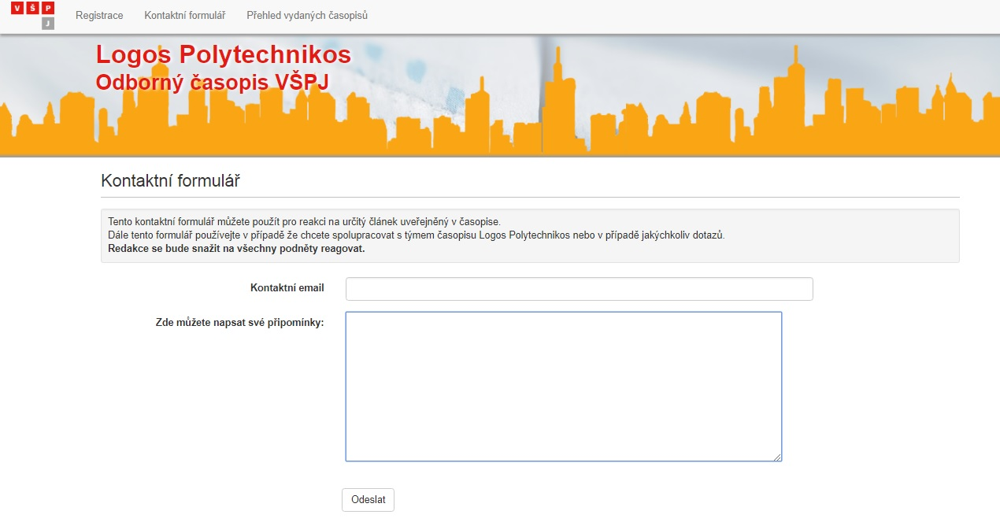 V Š P
J
Registrace Kontaktní formulář Přehled vydaných časopisů
Logos Polytechnikos
Odborný časopis VŠPJ
Kontaktní formulář
Tento kontaktní formulář můžete použít pro reakci na určitý článek uveřejněný v časopise.
Dále tento formulář používejte v případě že chcete spolupracovat s týmem časopisu Logos Polytechnikos nebo v případě jakýchkoliv dotazů.
Redakce se bude snažit na všechny podněty reagovat.
Kontaktní email
Zde můžete napsat své připomínky:
Odeslat